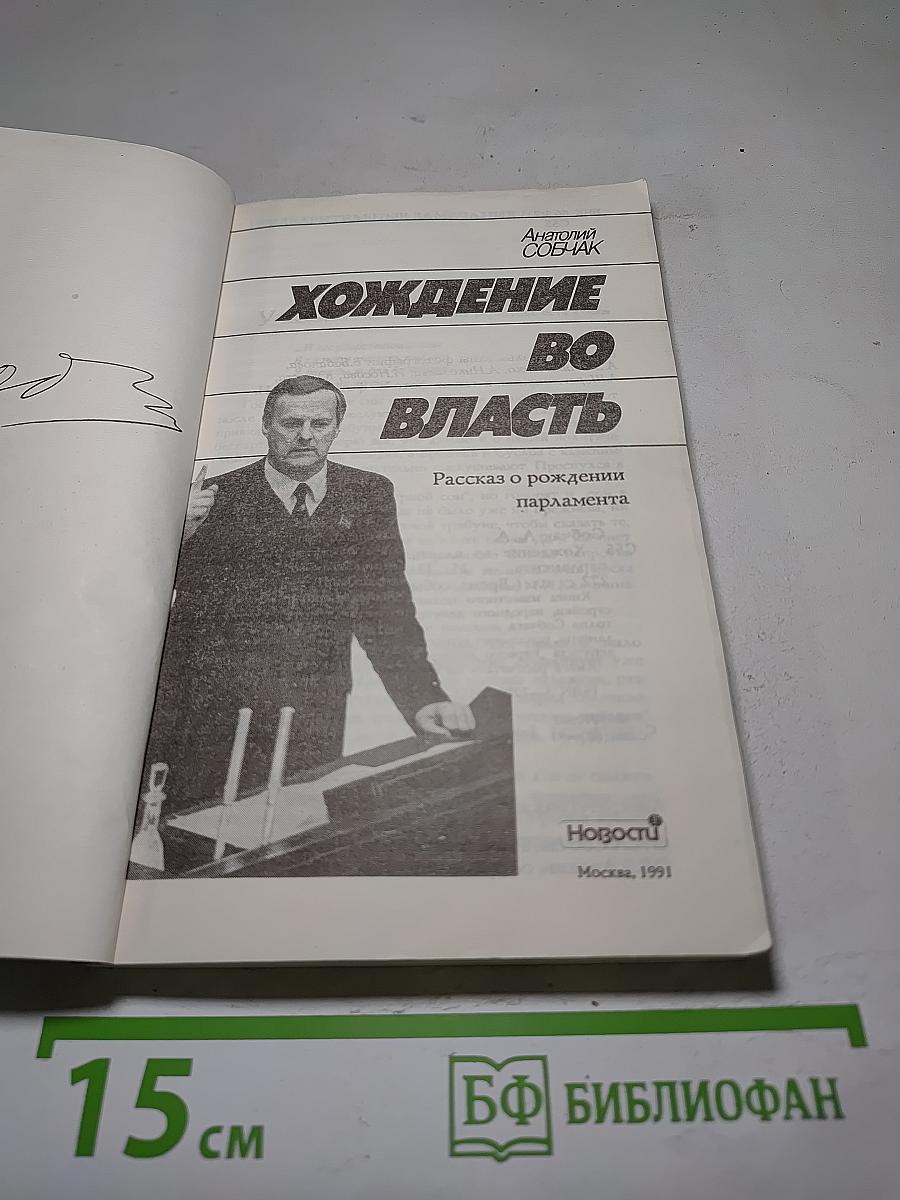 Анатолий
СОБЧАК
ХОЖДЕНИЕ
ВО
ВЛАСТЬ
Рассказ о рождении
парламента
Новости
Москва, 1991
15 см
БФ БИБЛИОФАН